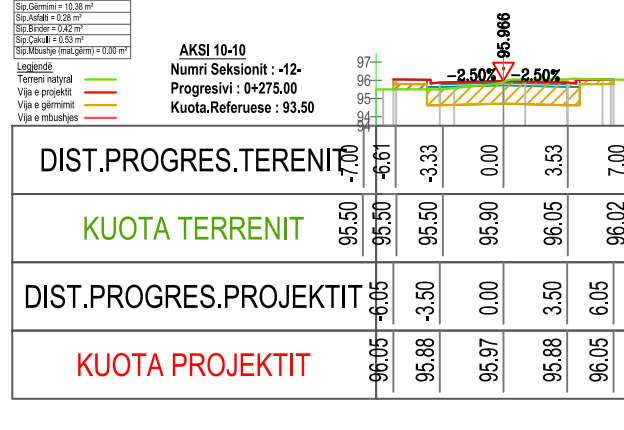 Sip.Gërmimi = 10.38 m²
Sip.Asfalti = 0.28 m²
Sip.Binder = 0.42 m²
Sip.Çakull = 0.53 m²
Sip.Mbushje (mat.gërm) = 0.00 m²
Legjendë
Terreni natyral
Vija e projektit
Vija e gërmimit
Vija e mbushjes
AKSI 10-10
Numri Seksionit : -12-
Progresivi : 0+275.00
Kuota.Referuese : 93.50
95.966
-2.50% -2.50%
97
96
95
94
DIST.PROGRES.TERENIT -7.00 -6.61 -3.33 0.00 3.53 7.00
KUOTA TERRENIT 95.50 95.50 95.50 95.90 96.05 96.02
DIST.PROGRES.PROJEKTIT -6.05 -3.50 0.00 3.50 6.05
KUOTA PROJEKTIT 96.05 95.88 95.97 95.88 96.05